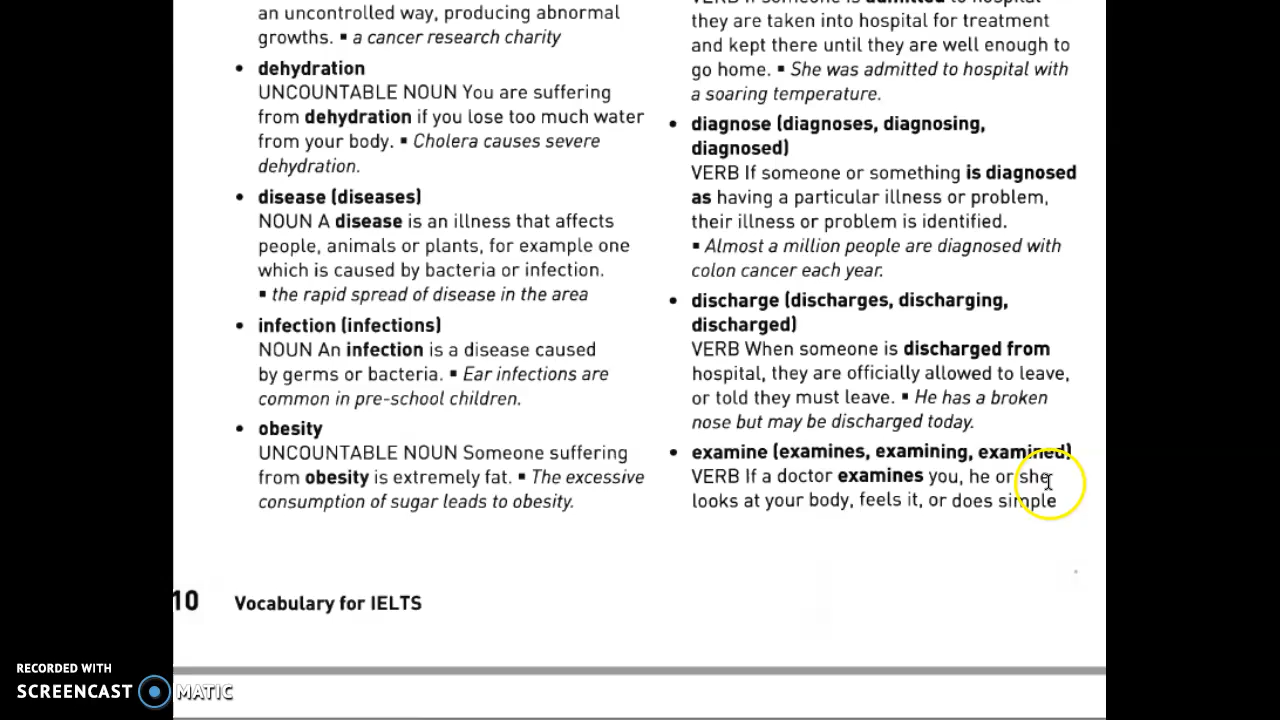 an uncontrolled way, producing abnormal
growths. ▪ a cancer research charity
• dehydration
UNCOUNTABLE NOUN You are suffering
from dehydration if you lose too much water
from your body. ▪ Cholera causes severe
dehydration.
• disease (diseases)
NOUN A disease is an illness that affects
people, animals or plants, for example one
which is caused by bacteria or infection.
▪ the rapid spread of disease in the area
• infection (infections)
NOUN An infection is a disease caused
by germs or bacteria. ▪ Ear infections are
common in pre-school children.
• obesity
UNCOUNTABLE NOUN Someone suffering
from obesity is extremely fat. ▪ The excessive
consumption of sugar leads to obesity.
VERB If someone is admitted to hospital
they are taken into hospital for treatment
and kept there until they are well enough to
go home. ▪ She was admitted to hospital with
a soaring temperature.
• diagnose (diagnoses, diagnosing,
diagnosed)
VERB If someone or something is diagnosed
as having a particular illness or problem,
their illness or problem is identified.
▪ Almost a million people are diagnosed with
colon cancer each year.
• discharge (discharges, discharging,
discharged)
VERB When someone is discharged from
hospital, they are officially allowed to leave,
or told they must leave. ▪ He has a broken
nose but may be discharged today.
• examine (examines, examining, examined)
VERB If a doctor examines you, he or she
looks at your body, feels it, or does simple
10 Vocabulary for IELTS
RECORDED WITH
SCREENCAST MATIC